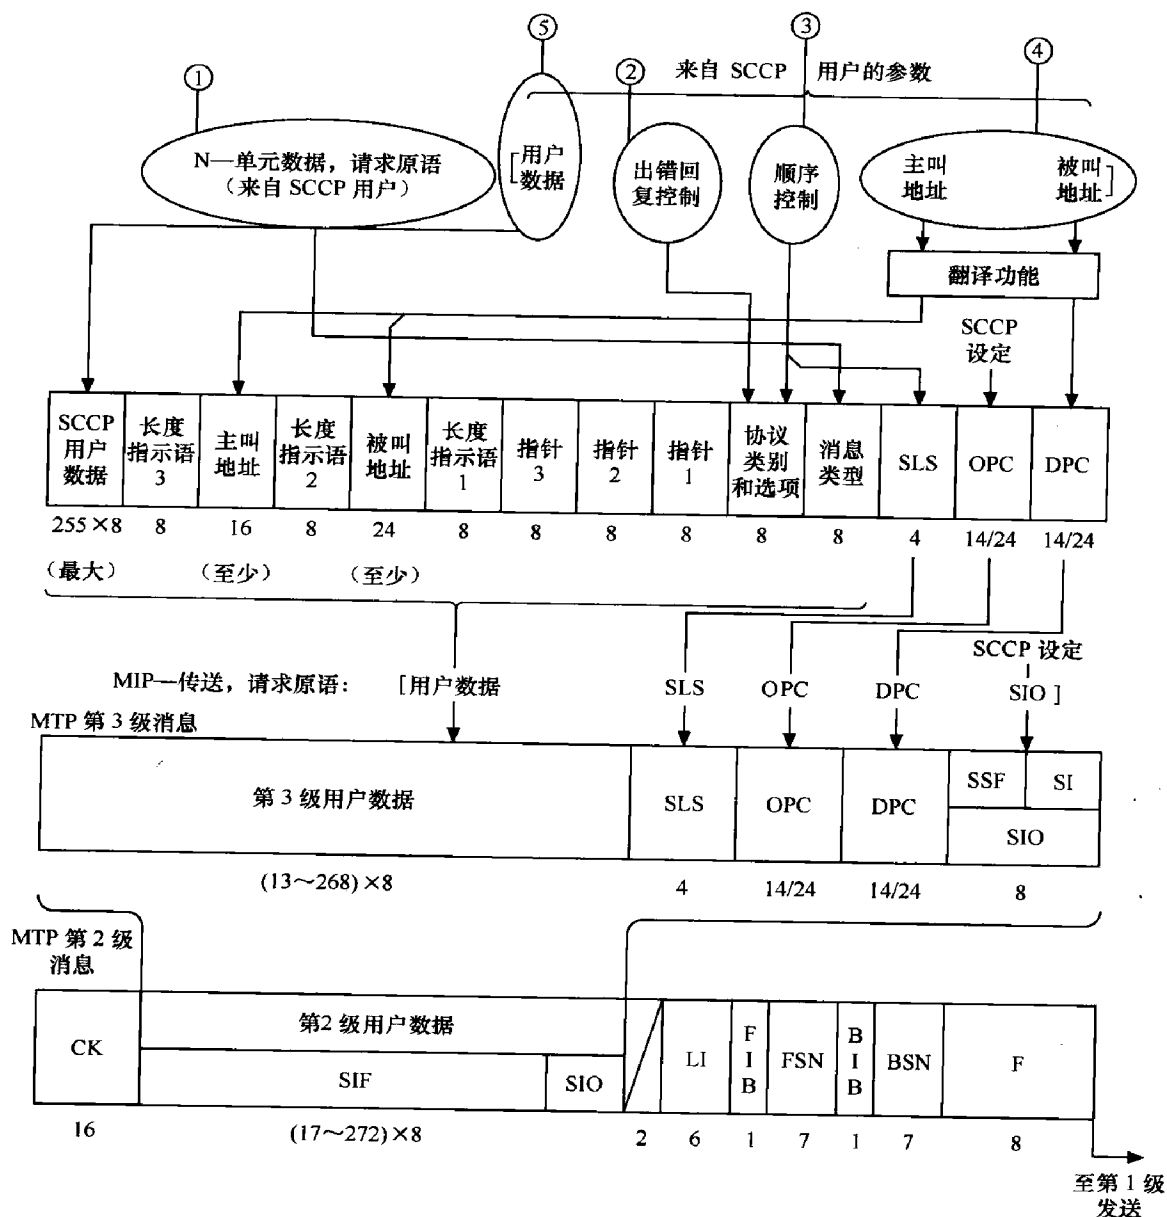 ⑤
③
①
②
来自 SCCP 用户的参数
④
N—单元数据，请求原语
（来自 SCCP 用户）
[用户
数据
出错回
复控制
顺序
控制
主叫
地址
被叫
地址]
翻译功能
SCCP
设定
SCCP
用户
数据
长度
指示语
3
主叫
地址
长度
指示语
2
被叫
地址
长度
指示语
1
指针
3
指针
2
指针
1
协议
类别
和选项
消息
类型
SLS
OPC
DPC
255×8 8 16 8 24 8 8 8 8 8 8 4 14/24 14/24
（最大） （至少） （至少）
SCCP 设定
MIP—传送，请求原语： [用户数据 SLS OPC DPC SIO ]
MTP 第 3 级消息
第 3 级用户数据 SLS OPC DPC
SSF SI
SIO
(13～268)×8 4 14/24 14/24 8
MTP 第 2 级
消息
CK
第2 级用户数据
SIF SIO
LI
F
I
B
FSN
B
I
B
BSN
F
16 (17～272)×8 2 6 1 7 1 7 8
至第 1 级
发送